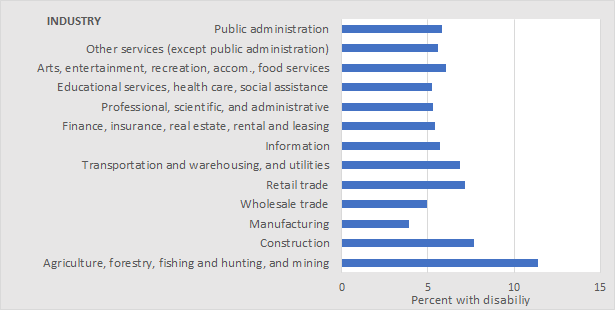 INDUSTRY
Public administration
Other services (except public administration)
Arts, entertainment, recreation, accom., food services
Educational services, health care, social assistance
Professional, scientific, and administrative
Finance, insurance, real estate, rental and leasing
Information
Transportation and warehousing, and utilities
Retail trade
Wholesale trade
Manufacturing
Construction
Agriculture, forestry, fishing and hunting, and mining
0 5 10 15
Percent with disabiliy